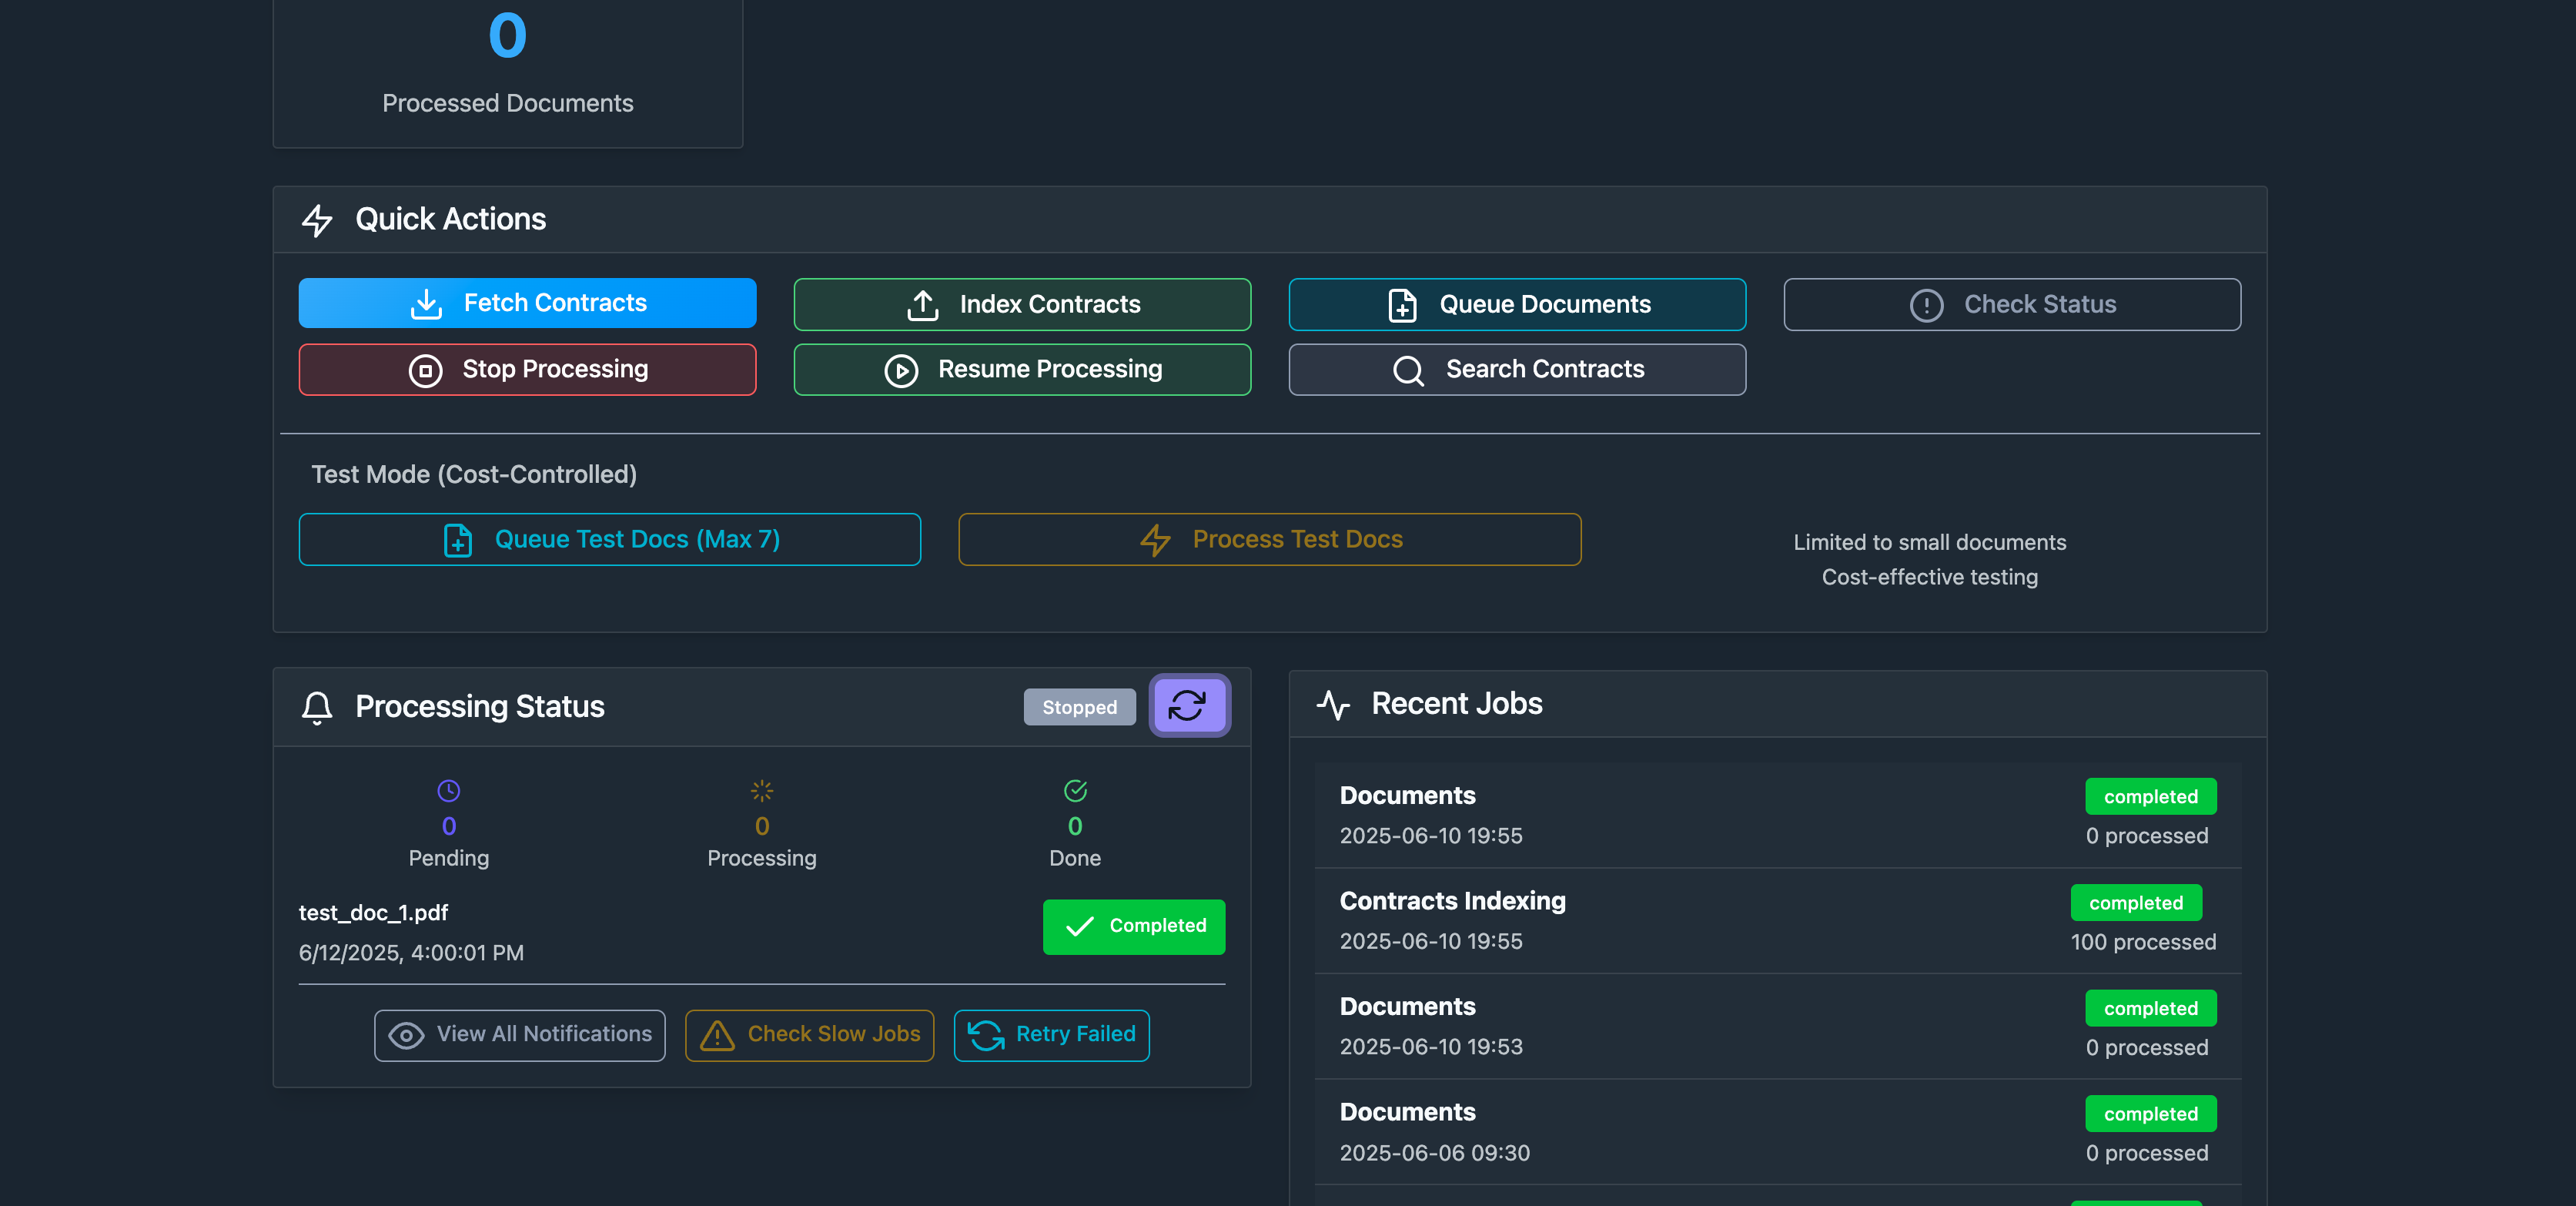 0
Processed Documents
Quick Actions
Fetch Contracts
Index Contracts
Queue Documents
Check Status
Stop Processing
Resume Processing
Search Contracts
Test Mode (Cost-Controlled)
Queue Test Docs (Max 7)
Process Test Docs
Limited to small documents
Cost-effective testing
Processing Status
Stopped
0
Pending
0
Processing
0
Done
test_doc_1.pdf
6/12/2025, 4:00:01 PM
Completed
View All Notifications
Check Slow Jobs
Retry Failed
Recent Jobs
Documents
completed
2025-06-10 19:55
0 processed
Contracts Indexing
completed
2025-06-10 19:55
100 processed
Documents
completed
2025-06-10 19:53
0 processed
Documents
completed
2025-06-06 09:30
0 processed